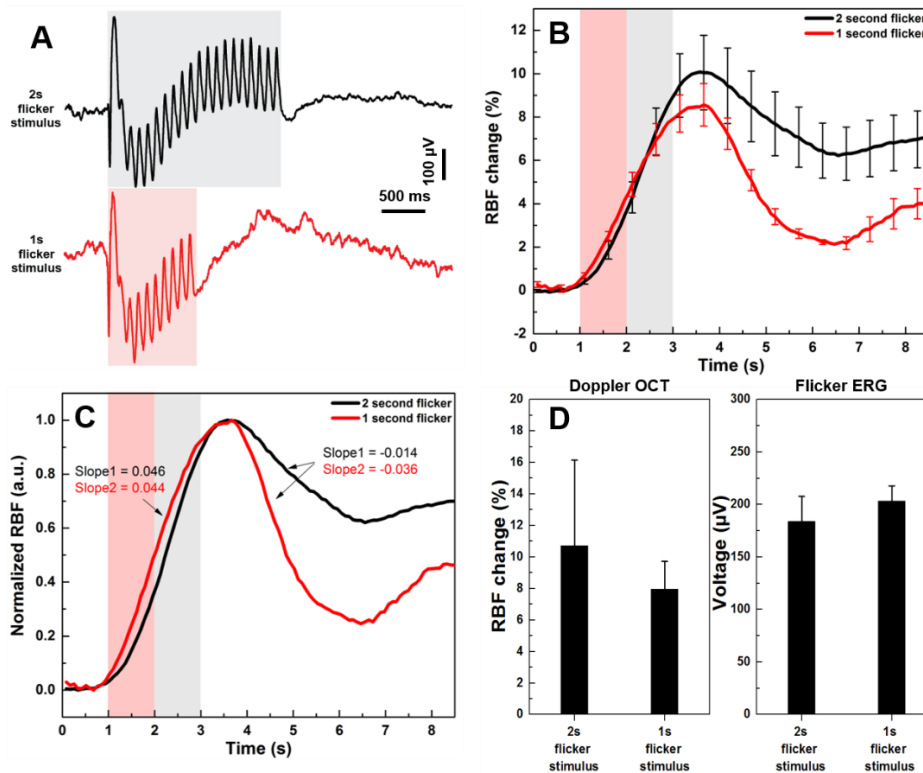 A
2s
flicker
stimulus
100 µV
500 ms
1s
flicker
stimulus
B
2 second flicker
1 second flicker
RBF change (%)
12
10
8
6
4
2
0
-2
0 1 2 3 4 5 6 7 8
Time (s)
C
2 second flicker
1 second flicker
Normalized RBF (a.u.)
1.0
0.8
0.6
0.4
0.2
0.0
Slope1 = 0.046
Slope2 = 0.044
Slope1 = -0.014
Slope2 = -0.036
0 1 2 3 4 5 6 7 8
Time (s)
D
Doppler OCT
RBF change (%)
20
18
16
14
12
10
8
6
4
2
0
2s
flicker
stimulus
1s
flicker
stimulus
Flicker ERG
Voltage (µV)
300
250
200
150
100
50
0
2s
flicker
stimulus
1s
flicker
stimulus